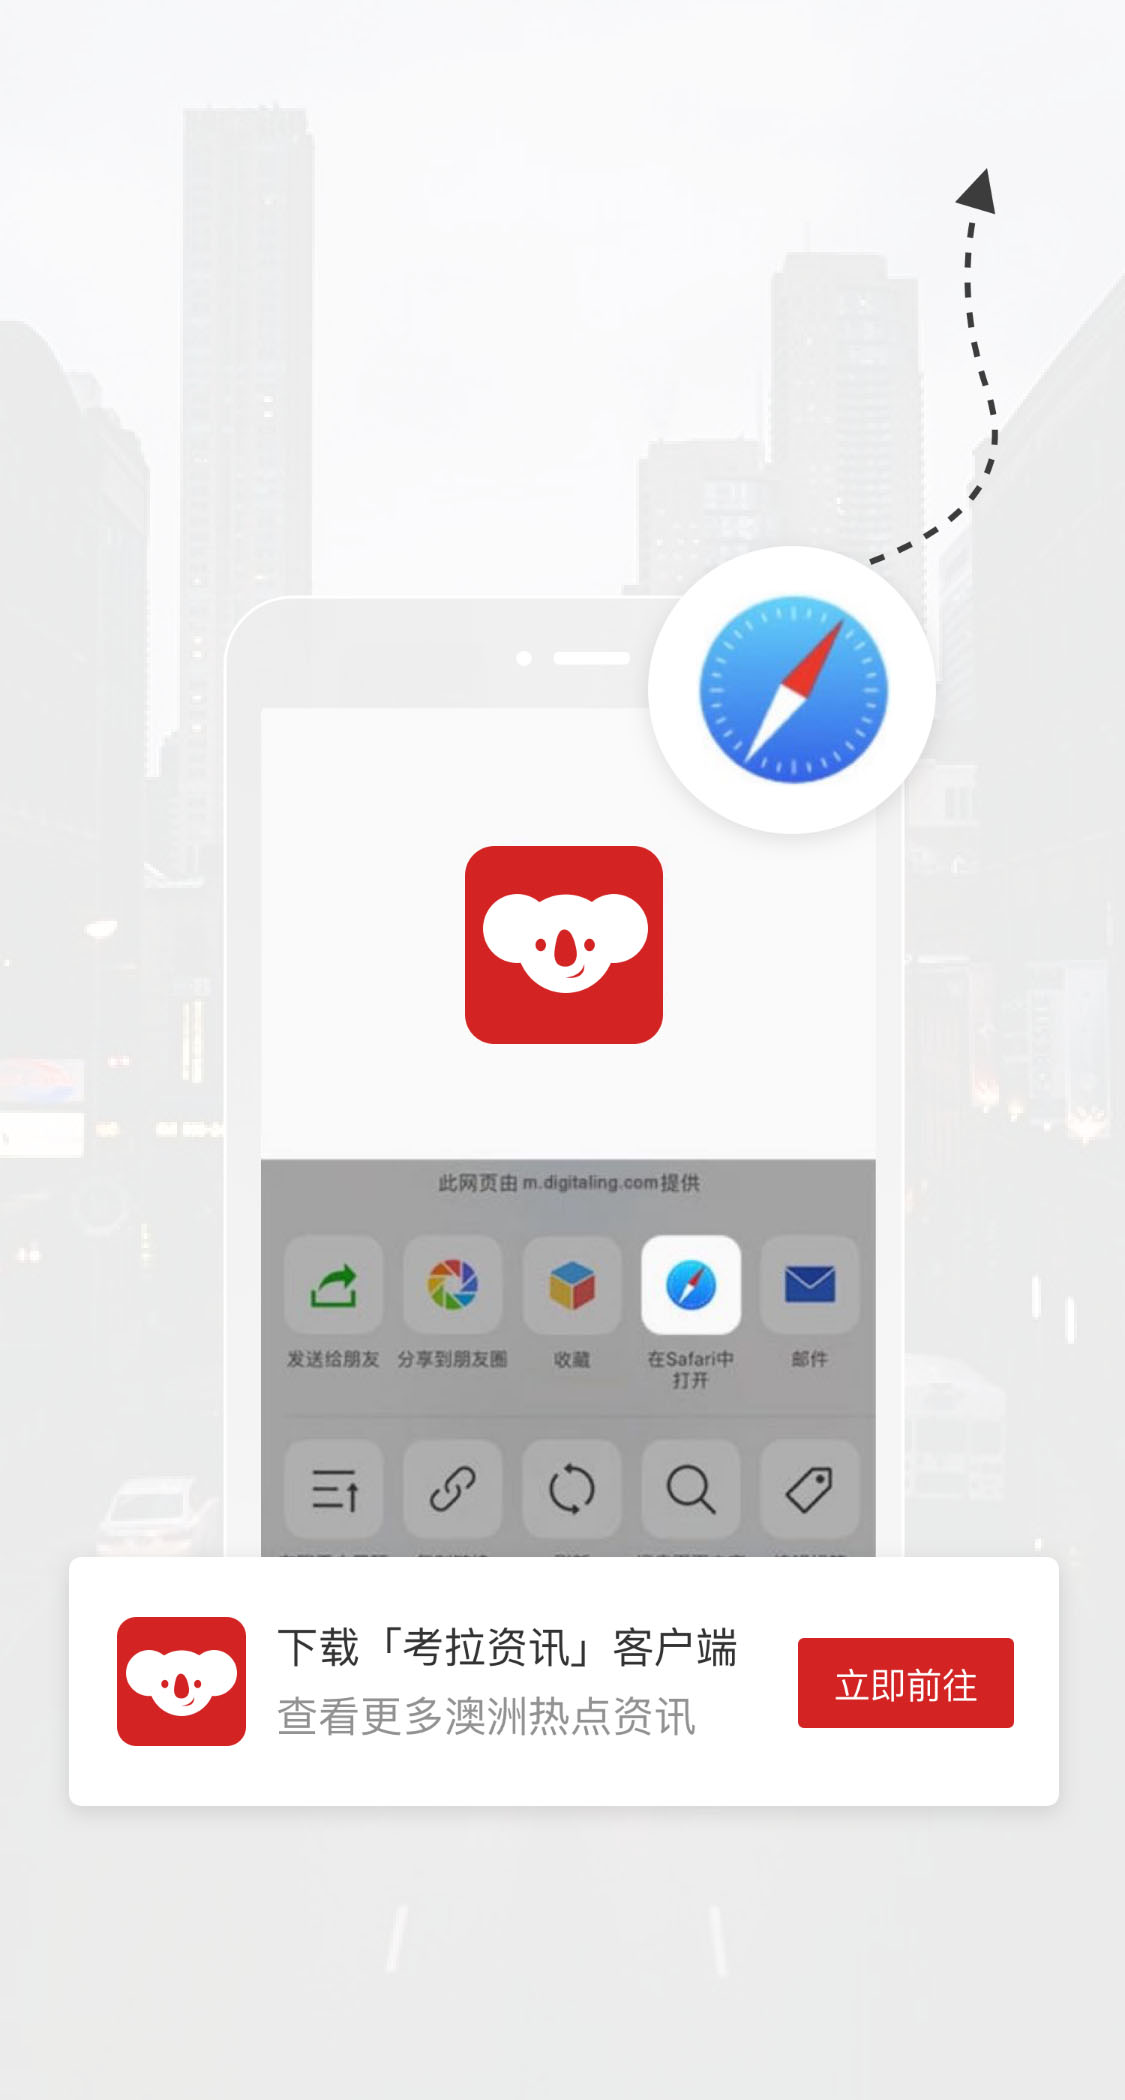 此网页由 m.digitaling.com提供
发送给朋友
分享到朋友圈
收藏
在Safari中
打开
邮件
下载「考拉资讯」客户端
查看更多澳洲热点资讯
立即前往